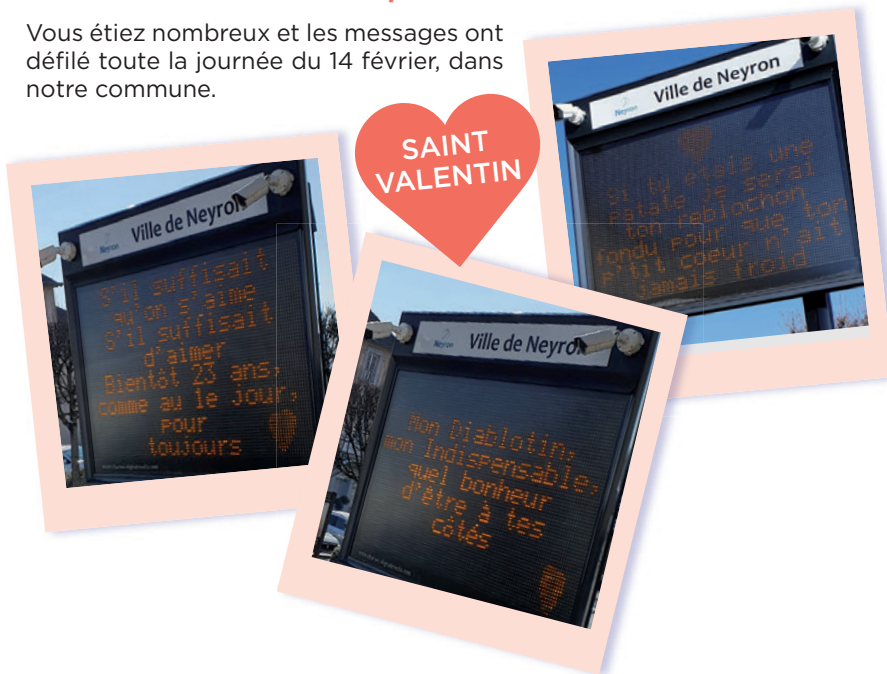 Vous étiez nombreux et les messages ont
défilé toute la journée du 14 février, dans
notre commune.
SAINT
VALENTIN
Neyron
Ville de Neyron
S'il suffisait
qu'on s'aime
S'il suffisait
d'aimer
Bientôt 23 ans,
comme au 1e jour,
pour
toujours
Neyron
Ville de Neyron
Mon Diablotin,
mon Indispensable,
quel bonheur
d'être à tes
côtés
Neyron
Ville de Neyron
Si tu étais une
patate je serai
ton reblochon
fondu pour que ton
p'tit coeur n'ait
jamais froid